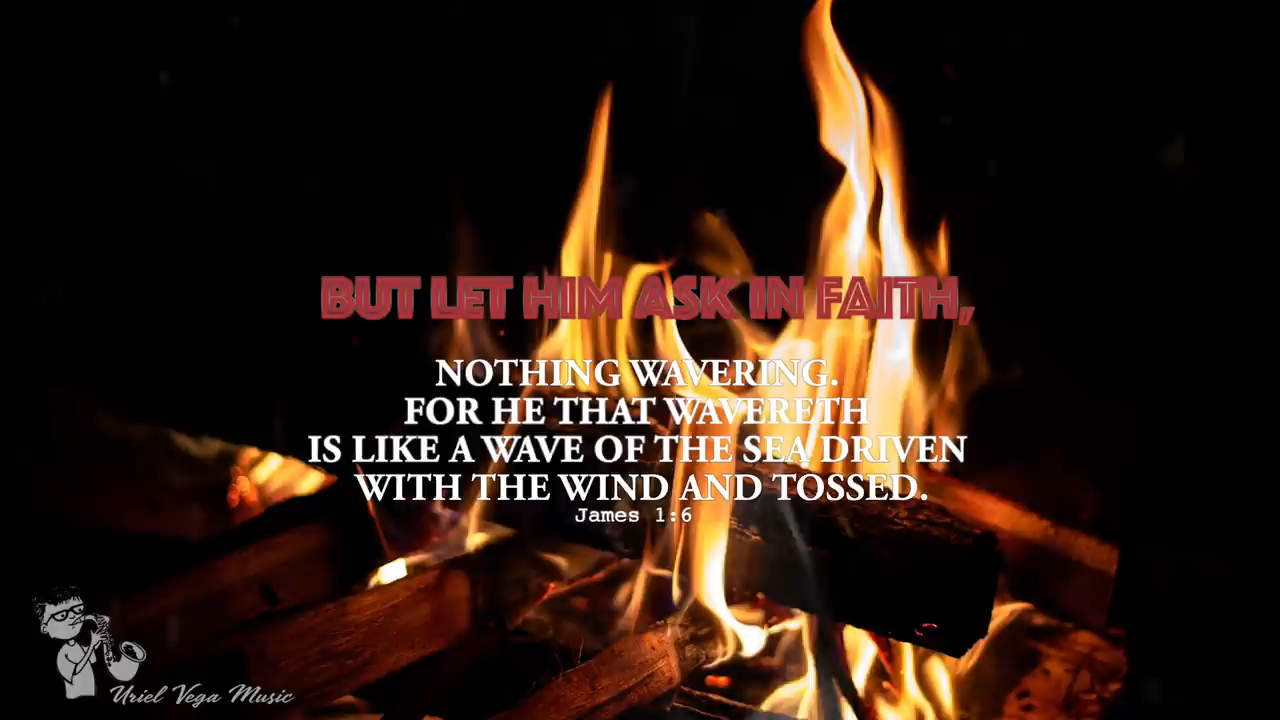 BUT LET HIM ASK IN FAITH,
NOTHING WAVERING.
FOR HE THAT WAVERETH
IS LIKE A WAVE OF THE SEA DRIVEN
WITH THE WIND AND TOSSED.
James 1:6
Uriel Vega Music